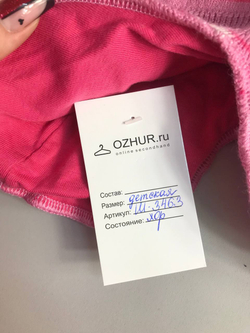 OZHUR.ru
online secondhand
Состав:
Размер: детская
Артикул: Ш-3463
Состояние: хор